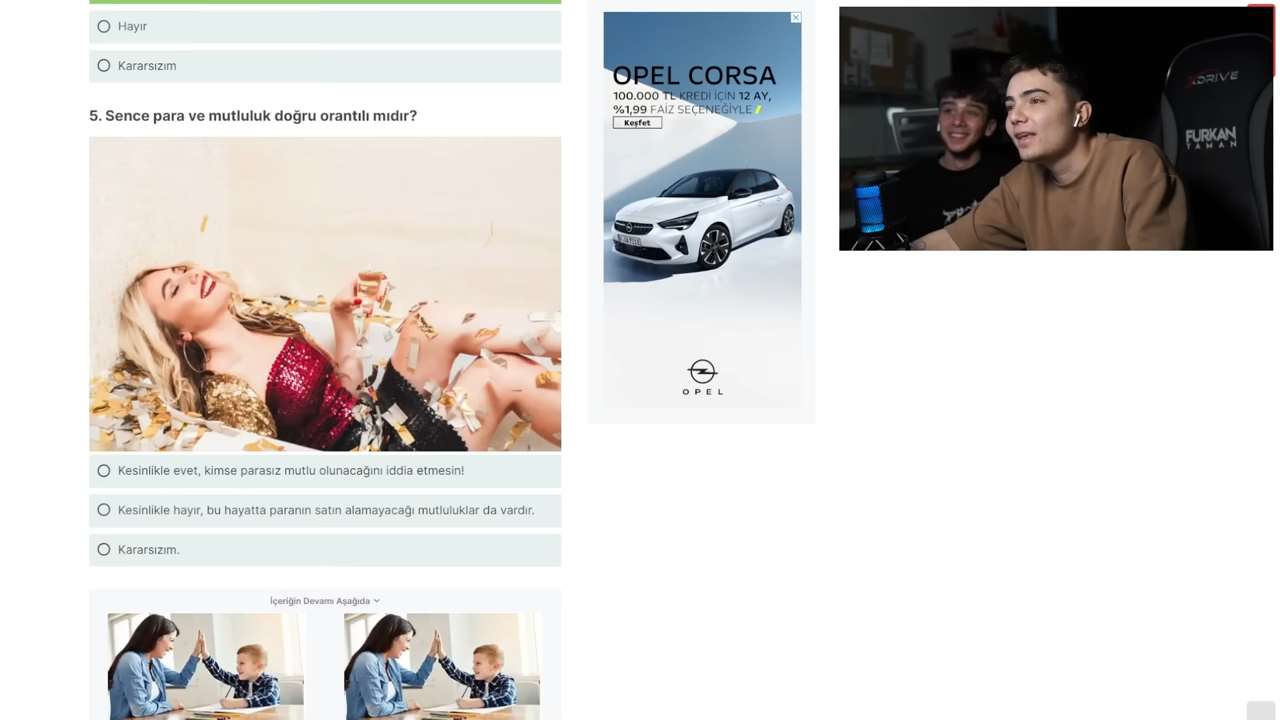 Hayır
Kararsızım
5. Sence para ve mutluluk doğru orantılı mıdır?
Kesinlikle evet, kimse parasız mutlu olunacağını iddia etmesin!
Kesinlikle hayır, bu hayatta paranın satın alamayacağı mutluluklar da vardır.
Kararsızım.
İçeriğin Devamı Aşağıda
OPEL CORSA
100.000 TL KREDİ İÇİN 12 AY,
%1,99 FAİZ SEÇENEĞİYLE
Keşfet
OPEL
XDRIVE
FURKAN
TAMAN